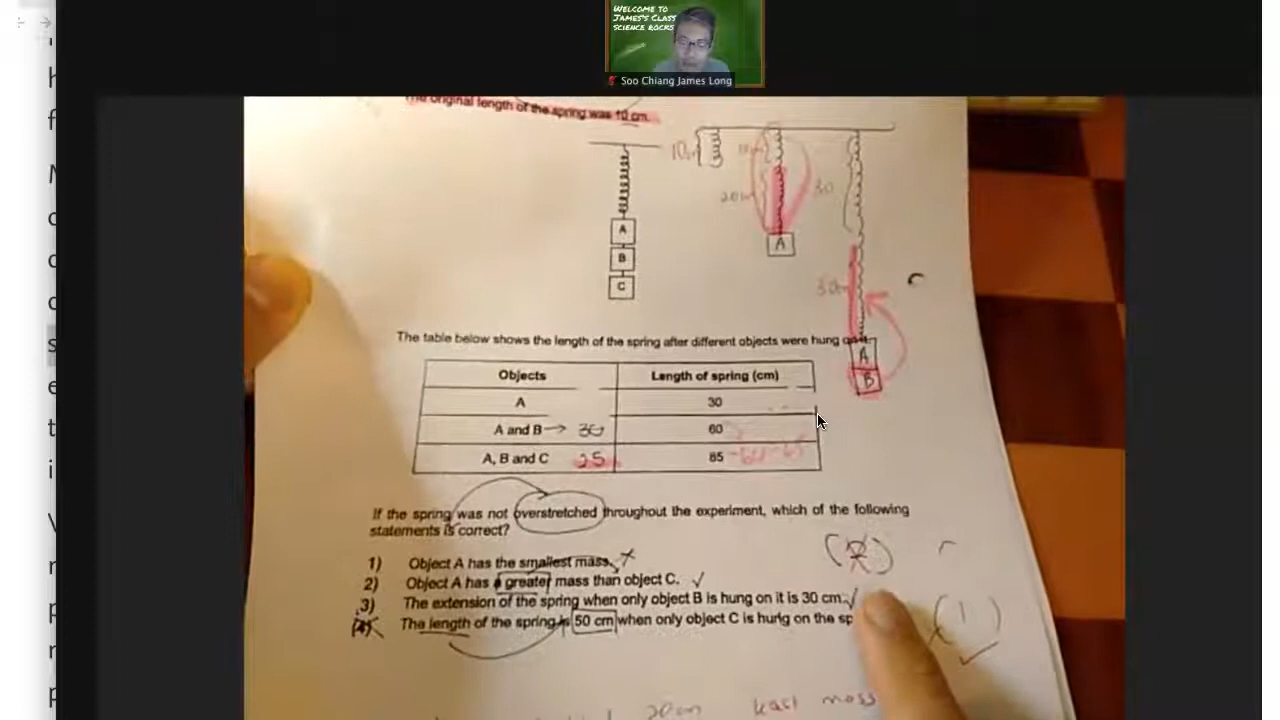 WELCOME TO
JAMES'S CLASS
SCIENCE ROCKS
Soo Chiang James Long
The original length of the spring was 10 cm.
10cm
20cm
30
A
B
C
A
30
A
B
The table below shows the length of the spring after different objects were hung
Objects
Length of spring (cm)
A
30
A and B → 30
60
A, B and C 25
85
If the spring was not overstretched throughout the experiment, which of the following
statements is correct?
1) Object A has the smallest mass.
2) Object A has a greater mass than object C. ✓
3) The extension of the spring when only object B is hung on it is 30 cm. ✓
(4) The length of the spring is 50 cm when only object C is hung on the sp
(1)
20cm least mass